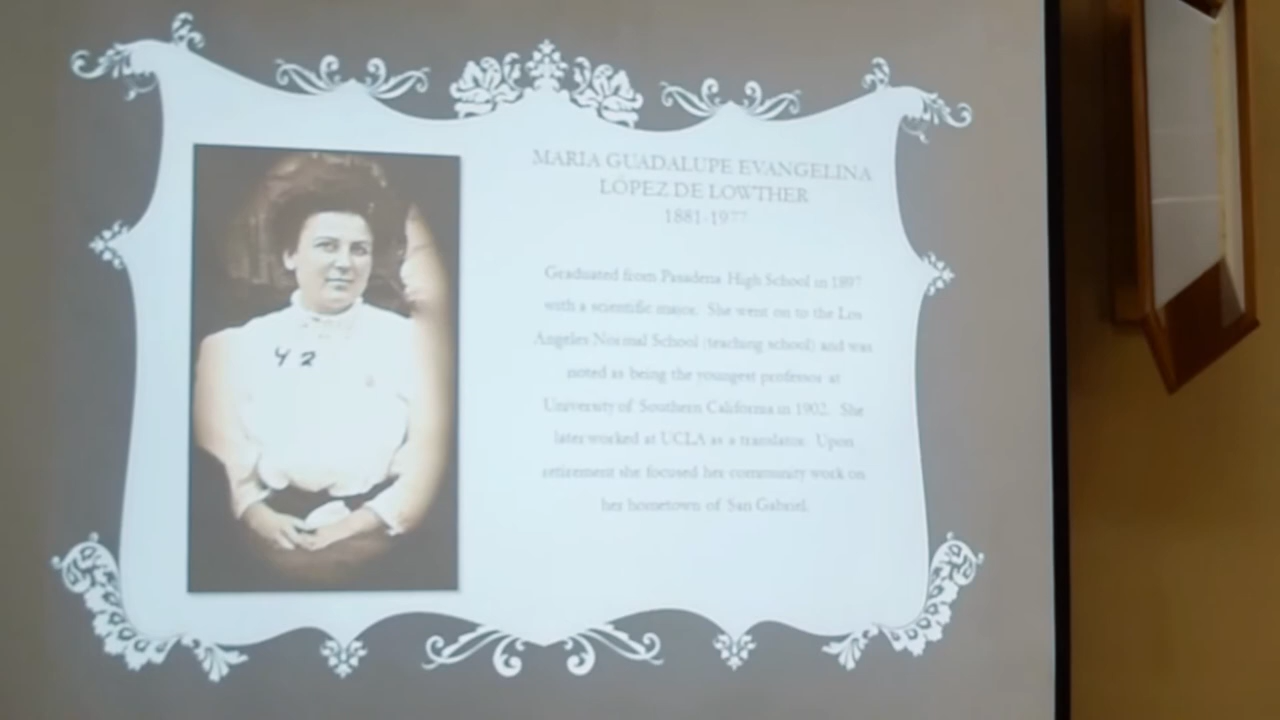 MARIA GUADALUPE EVANGELINA
LÓPEZ DE LOWTHER
1881-1977
Graduated from Pasadena High School in 1897
with a scientific major. She went on to the Los
Angeles Normal School (teaching school) and was
noted as being the youngest professor at
University of Southern California in 1902. She
later worked at UCLA as a translator. Upon
retirement she focused her community work on
her hometown of San Gabriel.
42